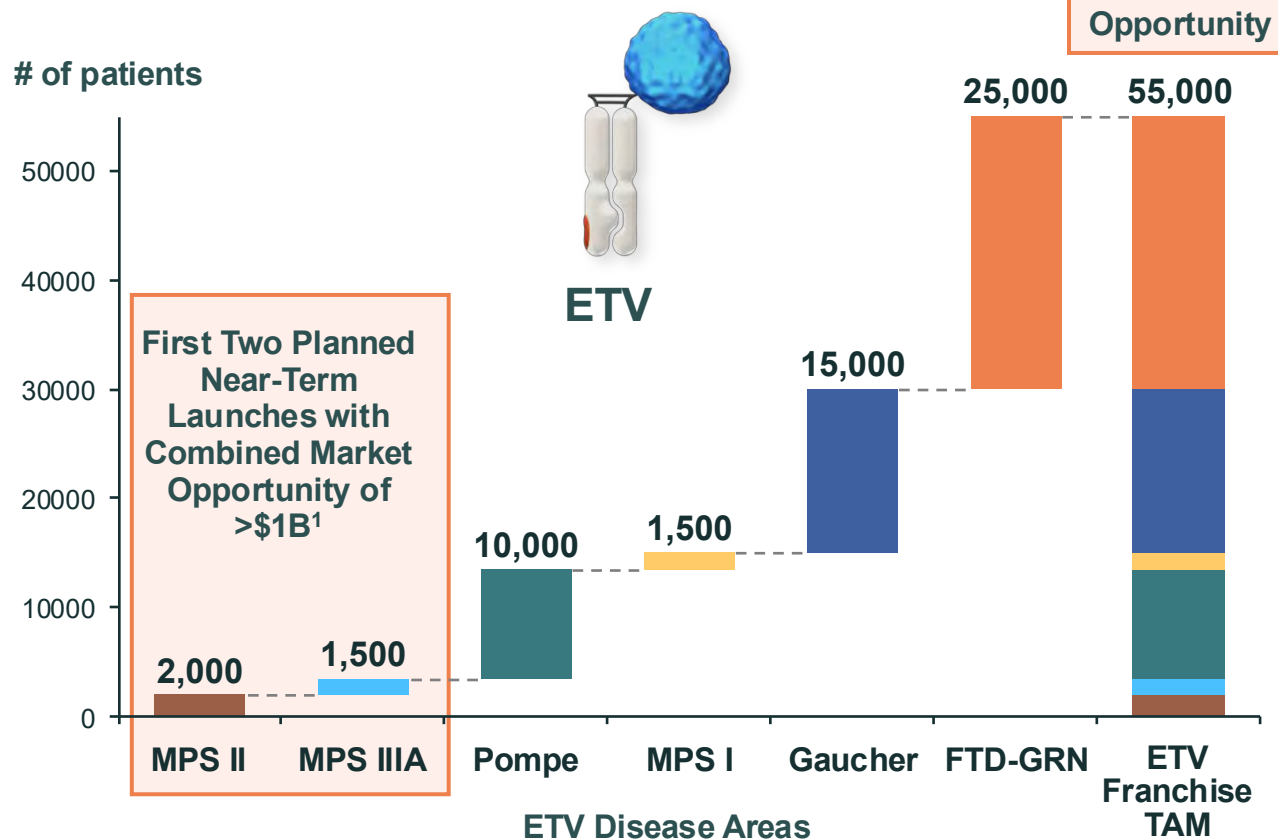 Opportunity
# of patients
25,000
55,000
50000
40000
ETV
First Two Planned
Near-Term
Launches with
Combined Market
Opportunity of
>$1B¹
15,000
30000
20000
10,000
1,500
10000
2,000
1,500
0
MPS II
MPS IIIA
Pompe
MPS I
Gaucher
FTD-GRN
ETV
Franchise
TAM
ETV Disease Areas